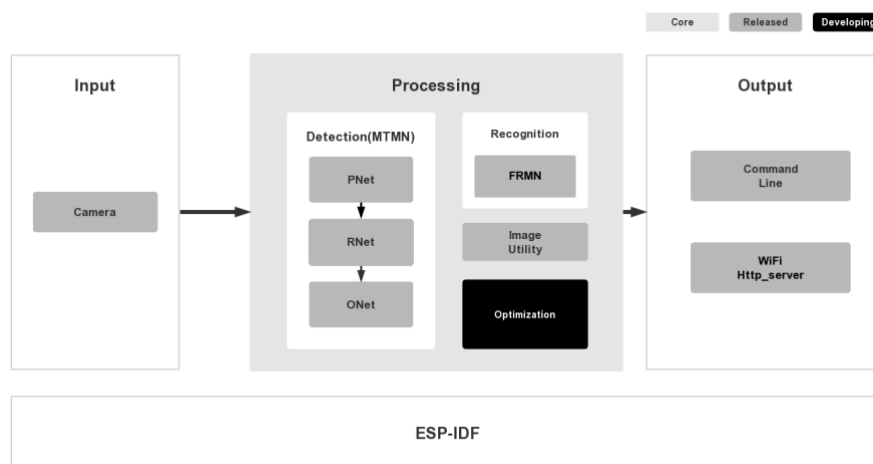 Core
Released
Developing
Input
Camera
Processing
Detection(MTMN)
PNet
RNet
ONet
Recognition
FRMN
Image
Utility
Optimization
Output
Command
Line
WiFi
Http_server
ESP-IDF